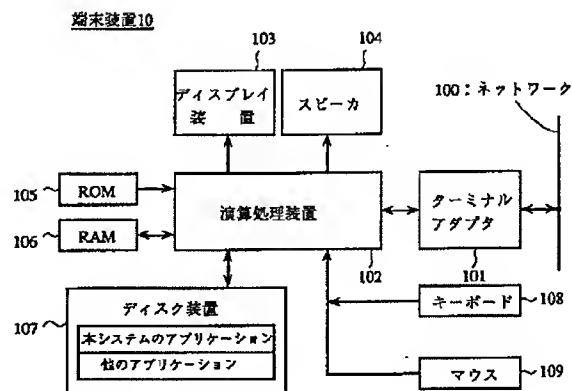 端末装置10
103
104
ディスプレイ
装置
スピーカ
100:ネットワーク
105
ROM
演算処理装置
ターミナル
アダプタ
106
RAM
102
101
ディスク装置
キーボード
108
107
本システムのアプリケーション
他のアプリケーション
マウス
109